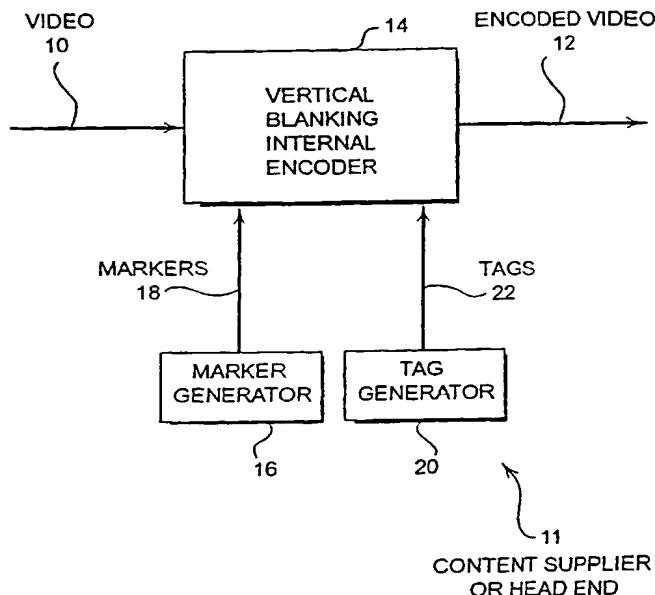 VIDEO
10
14
ENCODED VIDEO
12
VERTICAL
BLANKING
INTERNAL
ENCODER
MARKERS
18
TAGS
22
MARKER
GENERATOR
TAG
GENERATOR
16
20
11
CONTENT SUPPLIER
OR HEAD END